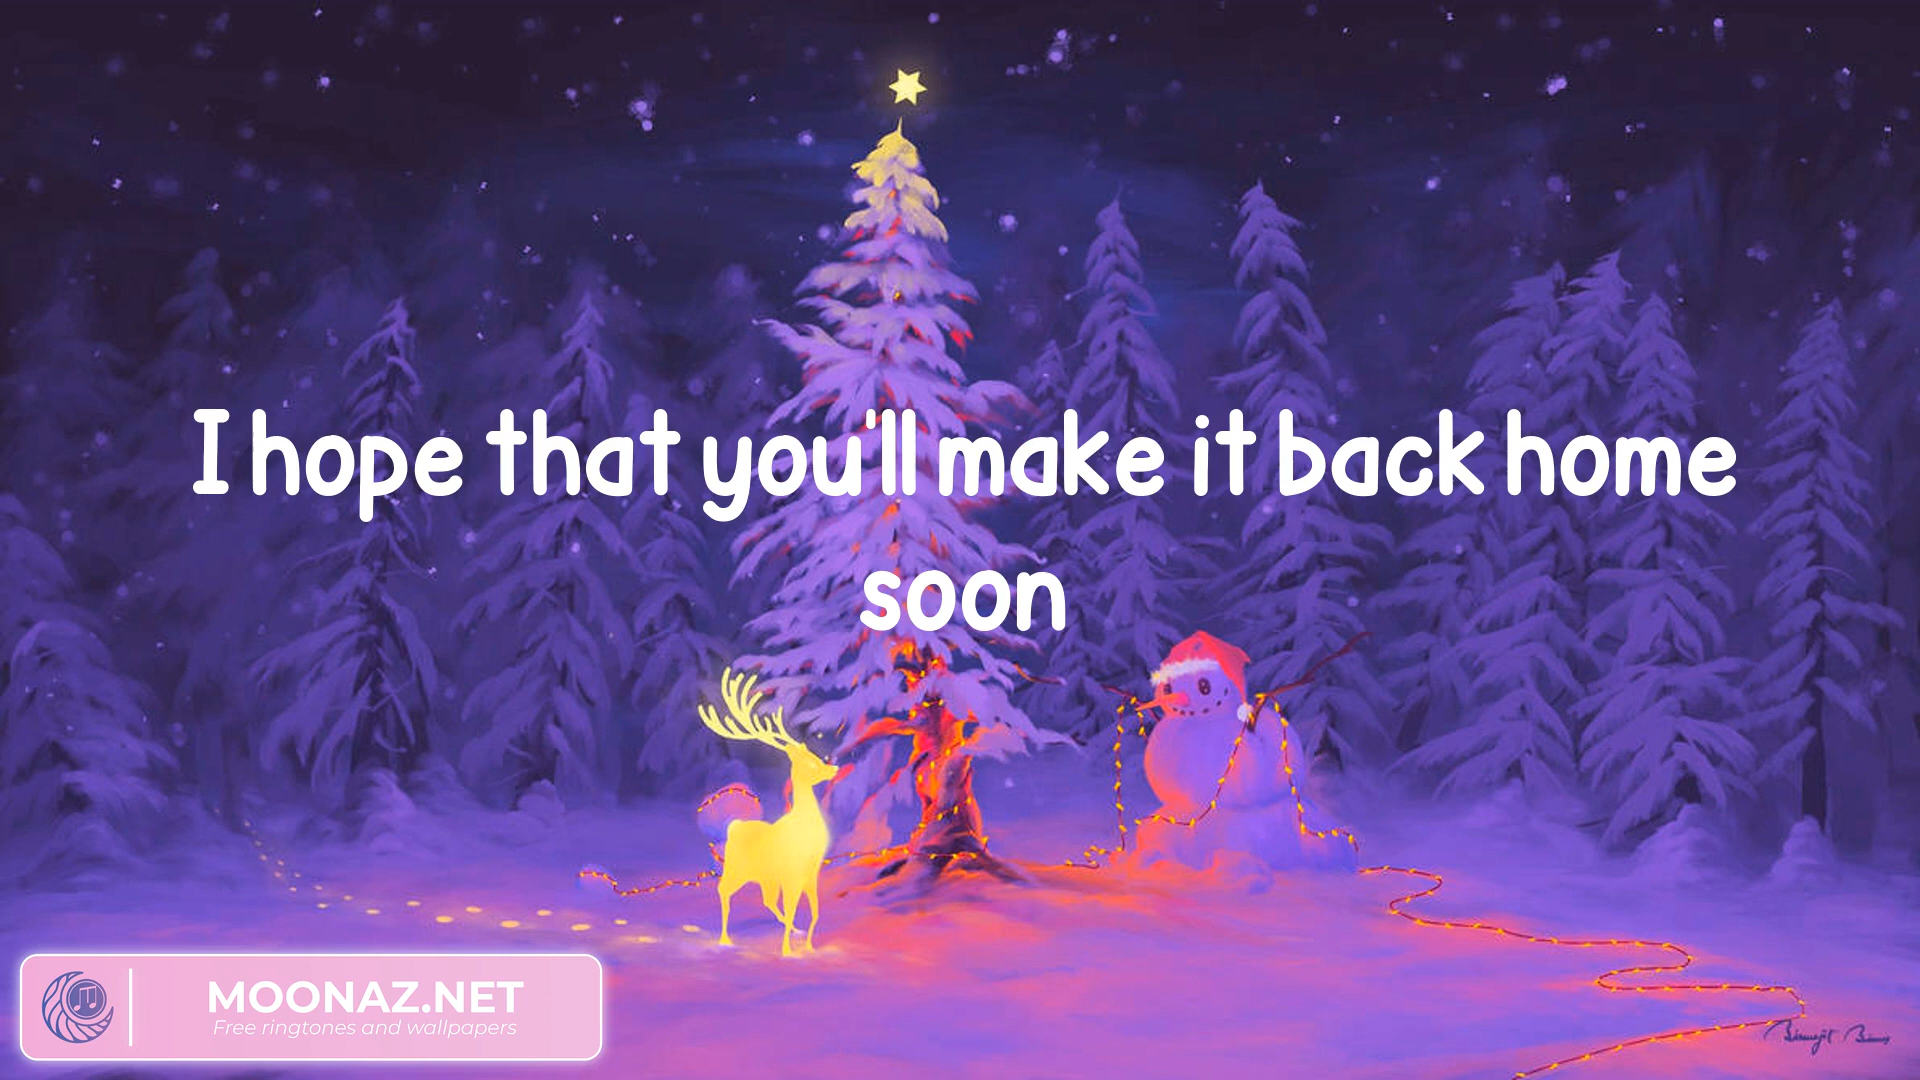 I hope that you'll make it back home
soon
MOONAZ.NET
Free ringtones and wallpapers